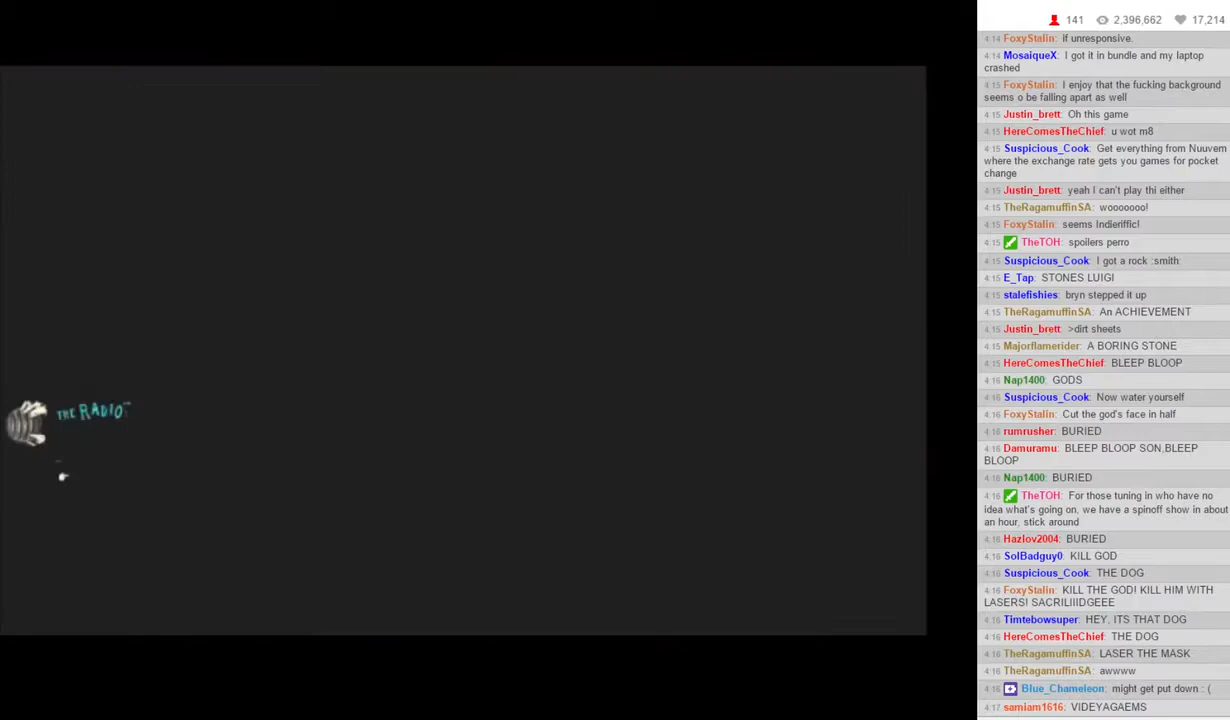 141 2,396,662 17,214
4:14 FoxyStalin: if unresponsive.
4:14 MosaiqueX: I got it in bundle and my laptop
crashed
4:15 FoxyStalin: I enjoy that the fucking background
seems o be falling apart as well
4:15 Justin_brett: Oh this game
4:15 HereComesTheChief: u wot m8
4:15 Suspicious_Cook: Get everything from Nuuvem
where the exchange rate gets you games for pocket
change
4:15 Justin_brett: yeah I can't play thi either
4:15 TheRagamuffinSA: wooooooo!
4:15 FoxyStalin: seems Indieriffic!
4:15 TheTOH: spoilers perro
4:15 Suspicious_Cook: I got a rock :smith:
4:15 E_Tap: STONES LUIGI
4:15 stalefishies: bryn stepped it up
4:15 TheRagamuffinSA: An ACHIEVEMENT
4:15 Justin_brett: >dirt sheets
4:15 Majorflamerider: A BORING STONE
4:15 HereComesTheChief: BLEEP BLOOP
4:16 Nap1400: GODS
4:16 Suspicious_Cook: Now water yourself
4:16 FoxyStalin: Cut the god's face in half
4:16 rumrusher: BURIED
4:16 Damuramu: BLEEP BLOOP SON,BLEEP
BLOOP
4:16 Nap1400: BURIED
4:16 TheTOH: For those tuning in who have no
idea what's going on, we have a spinoff show in about
an hour, stick around
4:16 Hazlov2004: BURIED
4:16 SolBadguy0: KILL GOD
4:16 Suspicious_Cook: THE DOG
4:16 FoxyStalin: KILL THE GOD! KILL HIM WITH
LASERS! SACRILIIIDGEEE
4:16 Timtebowsuper: HEY, ITS THAT DOG
4:16 HereComesTheChief: THE DOG
4:16 TheRagamuffinSA: LASER THE MASK
4:16 TheRagamuffinSA: awwww
4:16 Blue_Chameleon: might get put down : (
4:17 samiam1616: VIDEYAGAEMS
THE RADIO™